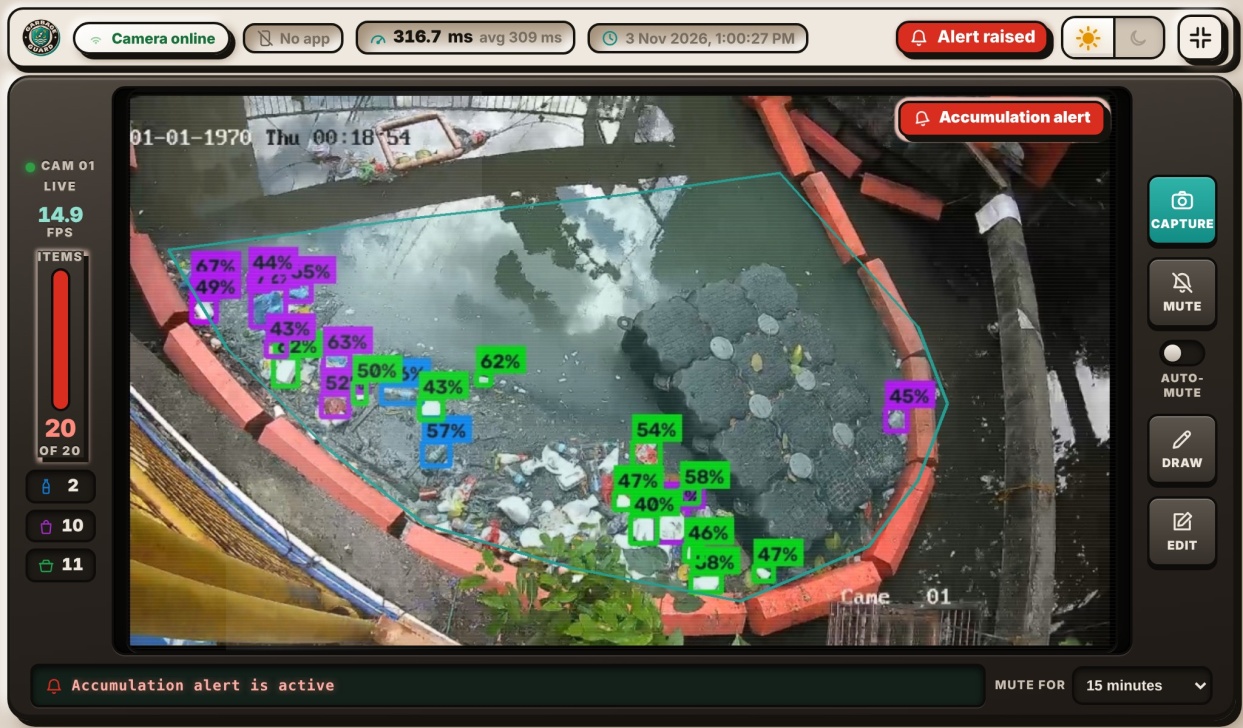 GARBAGE GUARD
Camera online
No app
316.7 ms avg 309 ms
3 Nov 2026, 1:00:27 PM
Alert raised
01-01-1970 Thu 00:18:54
Accumulation alert
CAM 01
LIVE
14.9
FPS
ITEMS
20
OF 20
2
10
11
67%
49%
44%
43%
63%
50%
43%
62%
57%
54%
47%
40%
58%
46%
47%
45%
Came 01
CAPTURE
MUTE
AUTO-
MUTE
DRAW
EDIT
Accumulation alert is active
MUTE FOR
15 minutes